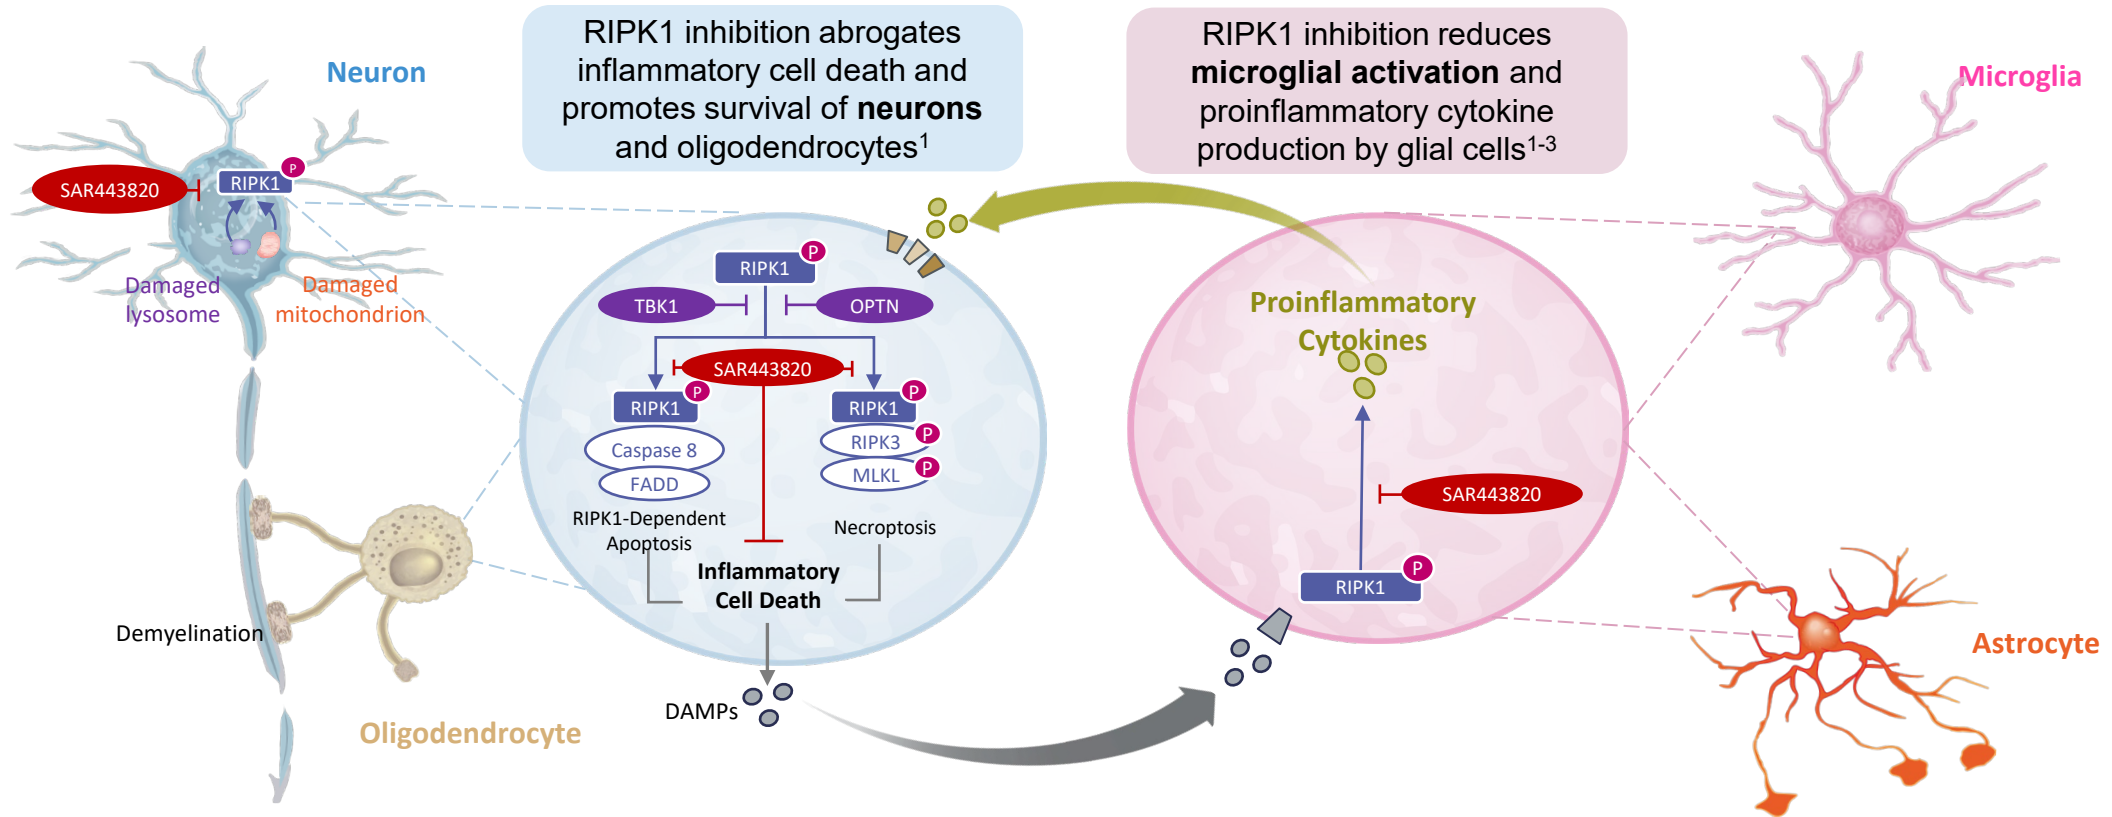 RIPK1 inhibition abrogates
inflammatory cell death and
promotes survival of neurons
and oligodendrocytes1
RIPK1 inhibition reduces
microglial activation and
proinflammatory cytokine
production by glial cells1-3
Neuron
SAR443820
RIPK1
P
Damaged
lysosome
Damaged
mitochondrion
Demyelination
Oligodendrocyte
RIPK1
P
TBK1
OPTN
SAR443820
RIPK1
P
Caspase 8
FADD
RIPK1-Dependent
Apoptosis
RIPK1
P
RIPK3
P
MLKL
P
Necroptosis
Inflammatory
Cell Death
DAMPs
Proinflammatory
Cytokines
SAR443820
RIPK1
P
Microglia
Astrocyte